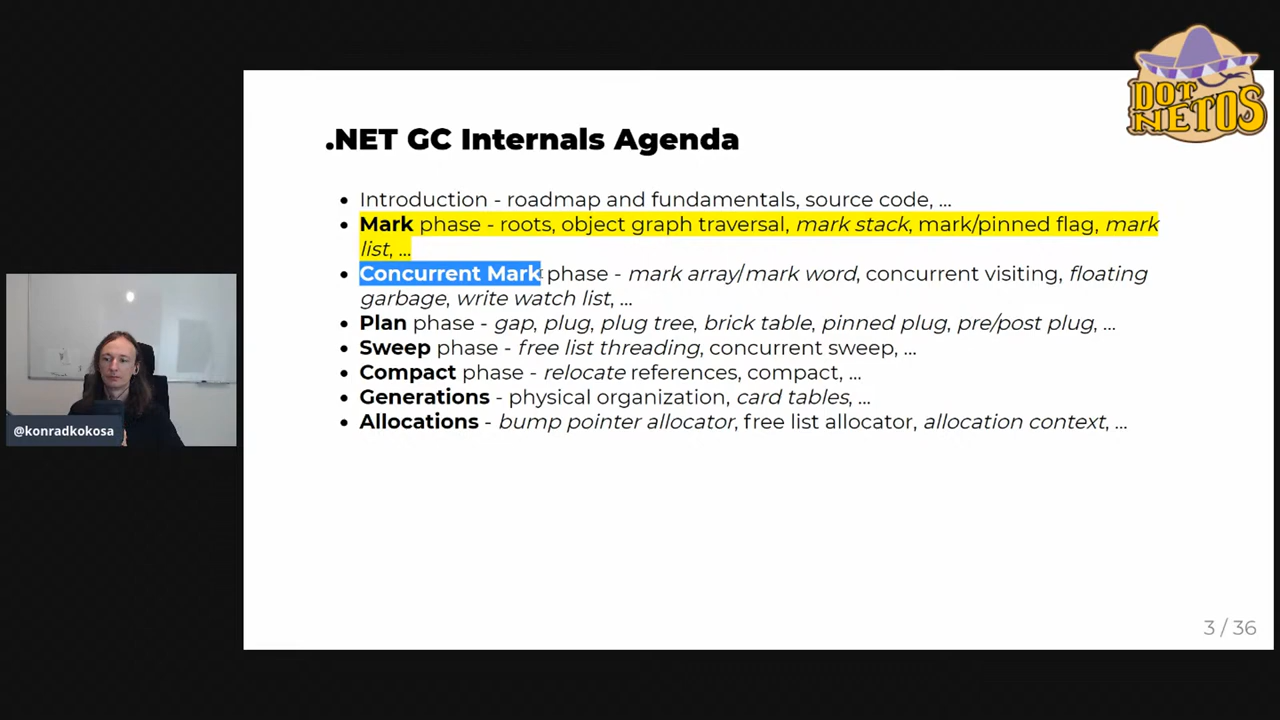 DOT
NETOS
.NET GC Internals Agenda
• Introduction - roadmap and fundamentals, source code, ...
• Mark phase - roots, object graph traversal, mark stack, mark/pinned flag, mark
list, ...
• Concurrent Mark phase - mark array/mark word, concurrent visiting, floating
garbage, write watch list, ...
• Plan phase - gap, plug, plug tree, brick table, pinned plug, pre/post plug, ...
• Sweep phase - free list threading, concurrent sweep, ...
• Compact phase - relocate references, compact, ...
• Generations - physical organization, card tables, ...
• Allocations - bump pointer allocator, free list allocator, allocation context, ...
@konradkokosa
3 / 36